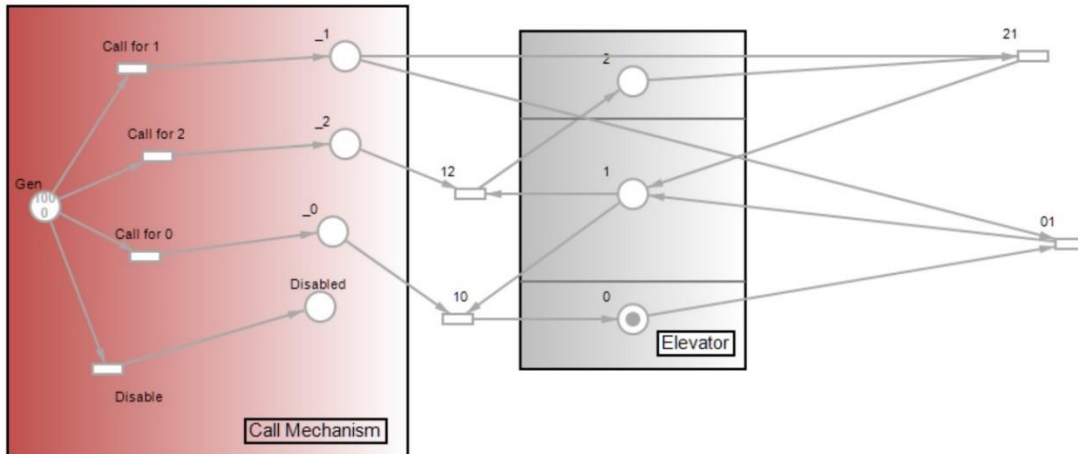 Call for 1
_1
21
2
Call for 2
_2
12
1
Gen
100
0
Call for 0
_0
01
Disabled
10
0
Elevator
Disable
Call Mechanism